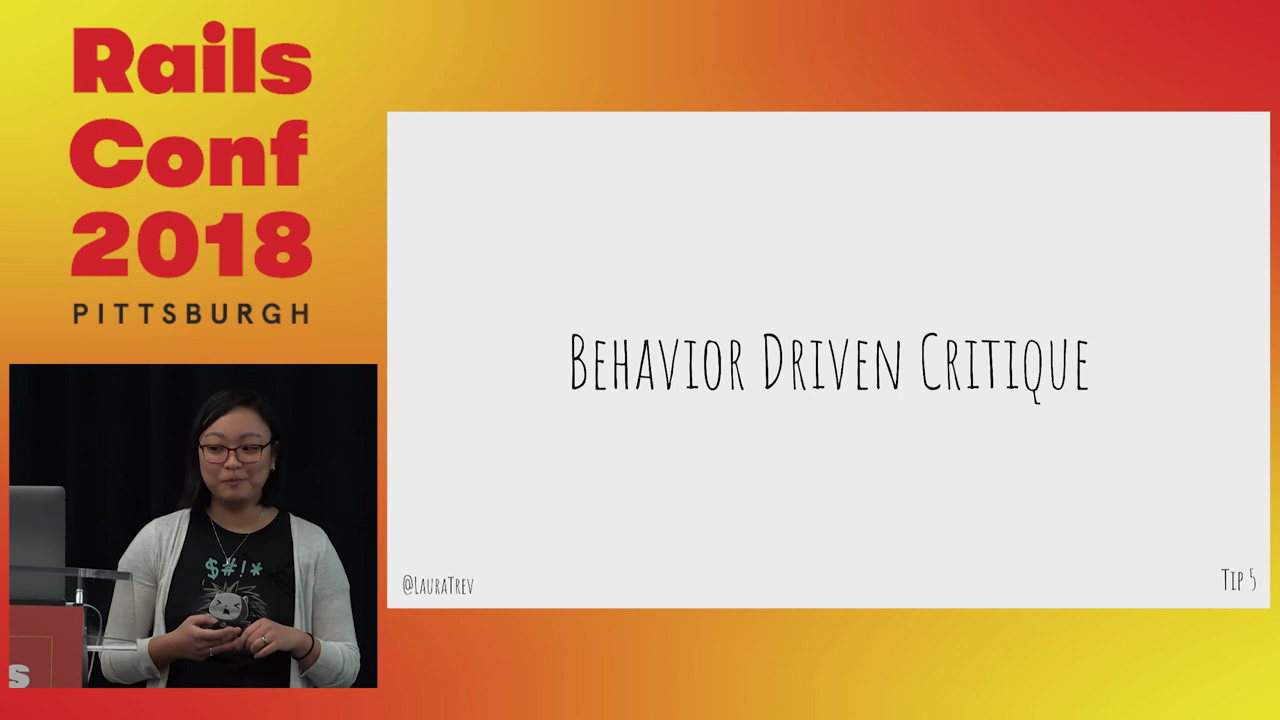 Rails
Conf
2018
PITTSBURGH
$#!*
S
BEHAVIOR DRIVEN CRITIQUE
@LAURATREV
TIP 5